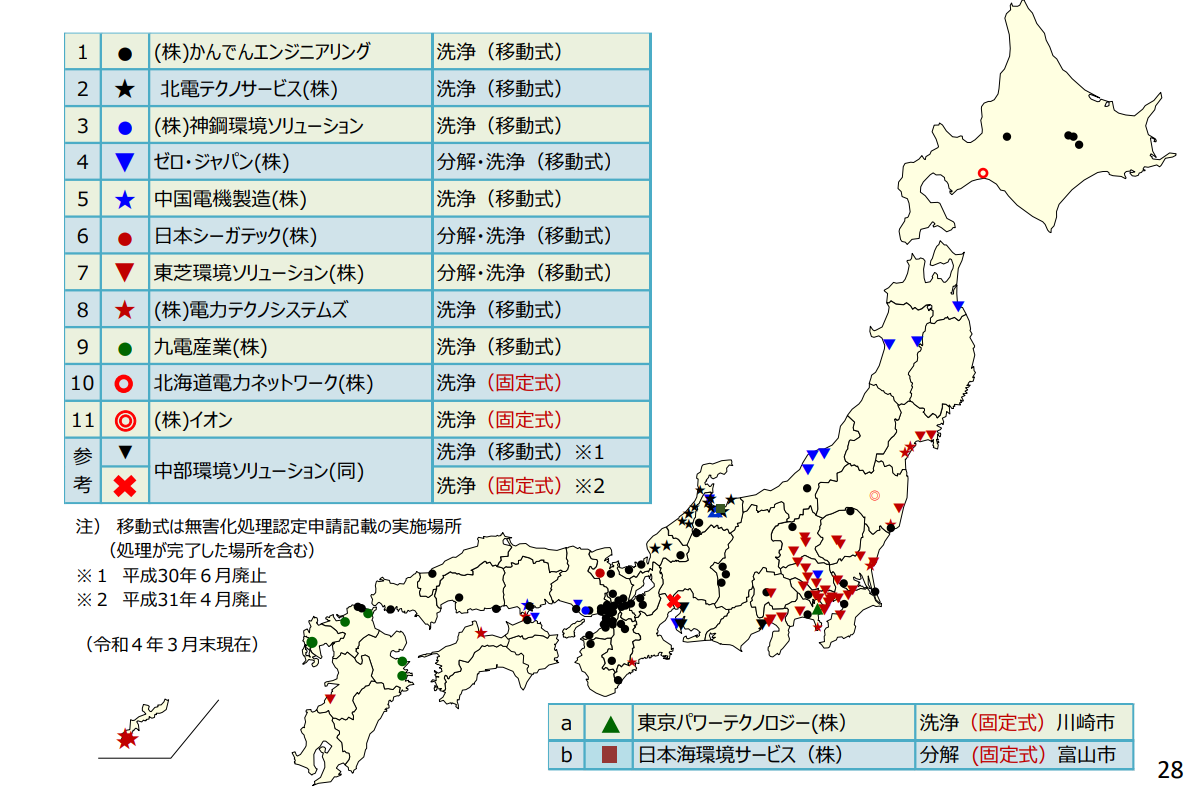 1 ● (株)かんでんエンジニアリング 洗浄（移動式）
2 ★ 北電テクノサービス(株) 洗浄（移動式）
3 ● (株)神鋼環境ソリューション 洗浄（移動式）
4 ▼ ゼロ・ジャパン(株) 分解・洗浄（移動式）
5 ★ 中国電機製造(株) 洗浄（移動式）
6 ● 日本シーガテック(株) 分解・洗浄（移動式）
7 ▼ 東芝環境ソリューション(株) 分解・洗浄（移動式）
8 ★ (株)電力テクノシステムズ 洗浄（移動式）
9 ● 九電産業(株) 洗浄（移動式）
10 北海道電力ネットワーク(株) 洗浄（固定式）
11 ◎ (株)イオン 洗浄（固定式）
参考 ▼ 中部環境ソリューション(同) 洗浄（移動式）※1
洗浄（固定式）※2
注） 移動式は無害化処理認定申請記載の実施場所
（処理が完了した場所を含む）
※１ 平成30年６月廃止
※２ 平成31年４月廃止
（令和４年３月末現在）
a ▲ 東京パワーテクノロジー(株） 洗浄（固定式）川崎市
b ■ 日本海環境サービス（株） 分解（固定式）富山市
28